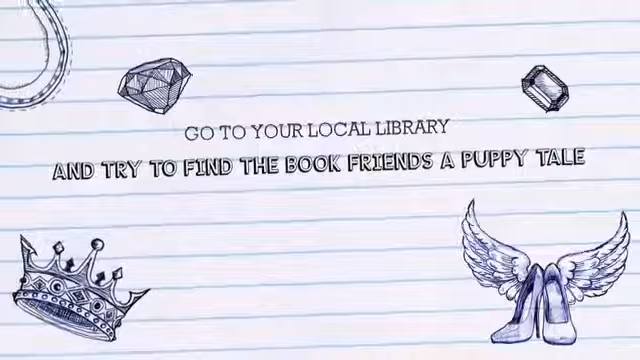 GO TO YOUR LOCAL LIBRARY
AND TRY TO FIND THE BOOK FRIENDS A PUPPY TALE